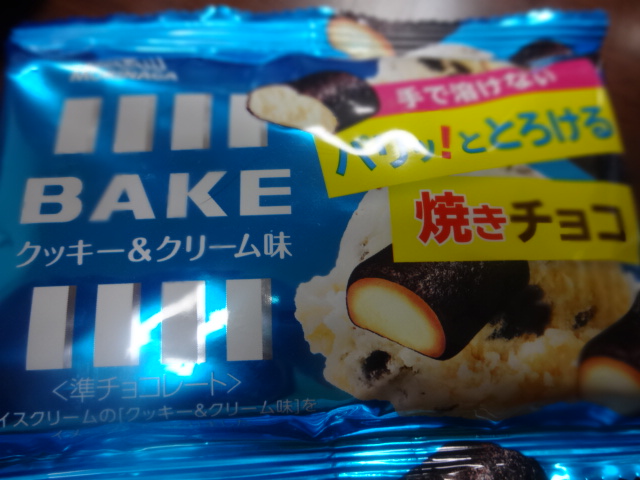 手で溶けない
パリッ!ととろける
焼きチョコ
BAKE
クッキー&クリーム味
<準チョコレート>
イスクリームの[クッキー&クリーム味]を